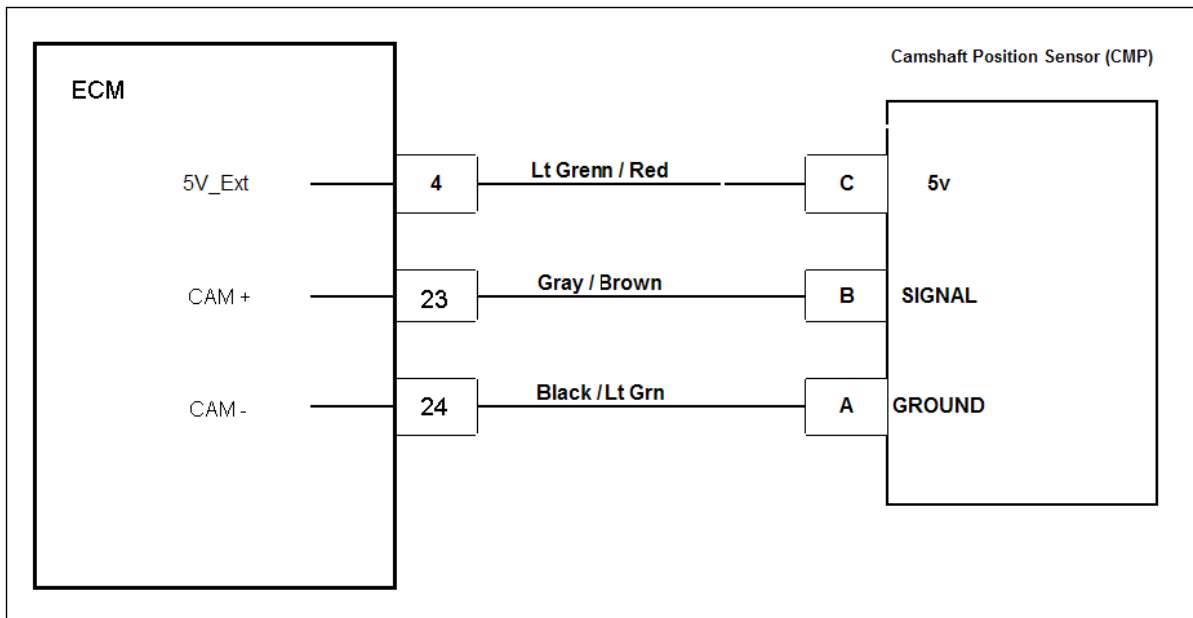 Camshaft Position Sensor (CMP)
ECM
5V_Ext 4 Lt Grenn / Red C 5v
CAM + 23 Gray / Brown B SIGNAL
CAM - 24 Black / Lt Grn A GROUND